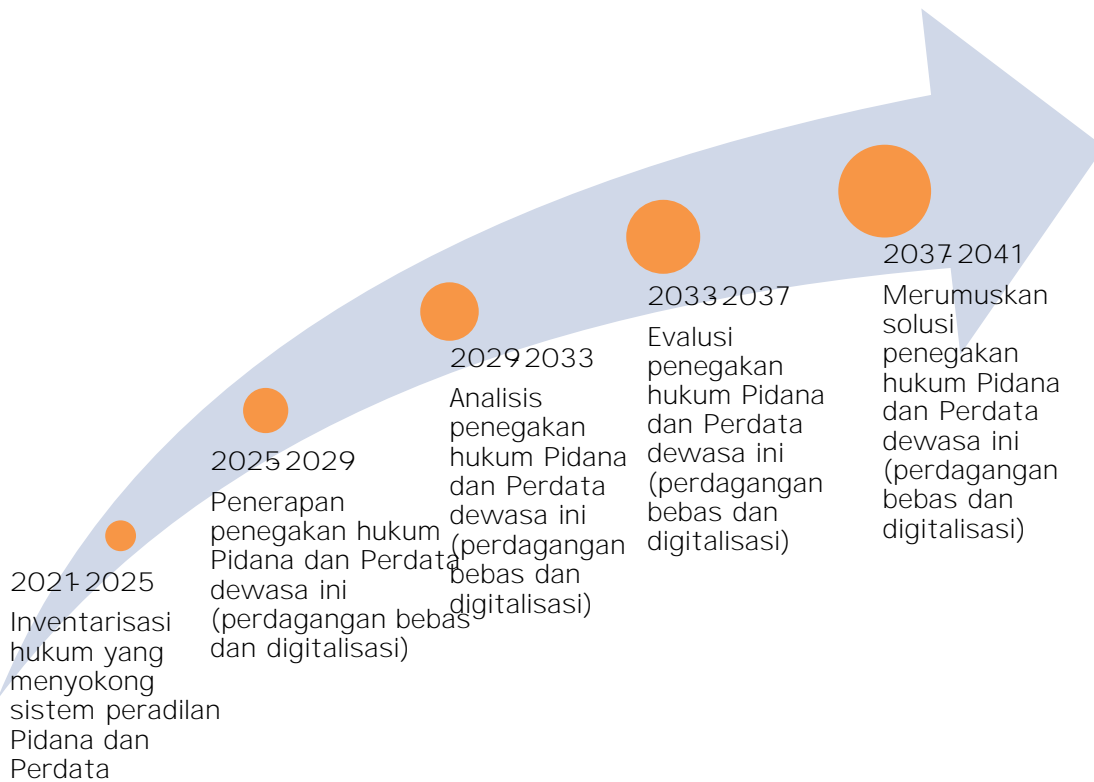 2021-2025
Inventarisasi
hukum yang
menyokong
sistem peradilan
Pidana dan
Perdata
2025-2029
Penerapan
penegakan hukum
Pidana dan Perdata
dewasa ini
(perdagangan bebas
dan digitalisasi)
2029-2033
Analisis
penegakan
hukum Pidana
dan Perdata
dewasa ini
(perdagangan
bebas dan
digitalisasi)
2033-2037
Evalusi
penegakan
hukum Pidana
dan Perdata
dewasa ini
(perdagangan
bebas dan
digitalisasi)
2037-2041
Merumuskan
solusi
penegakan
hukum Pidana
dan Perdata
dewasa ini
(perdagangan
bebas dan
digitalisasi)